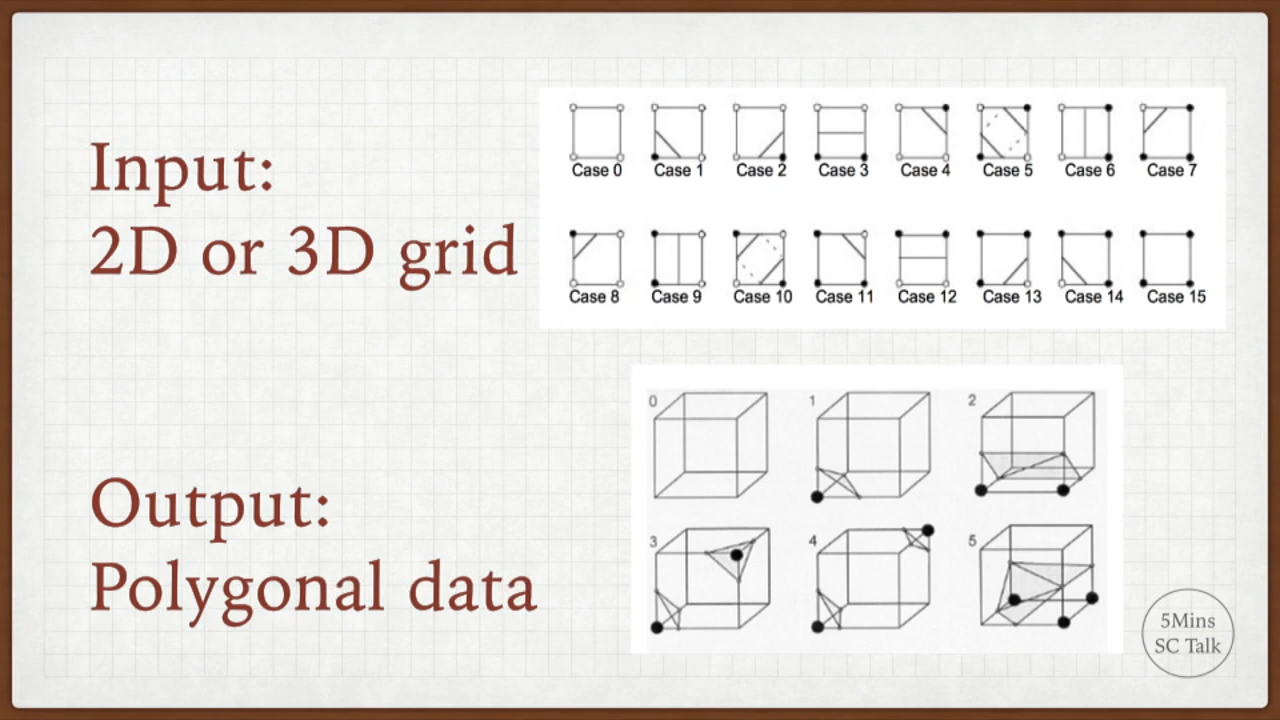 Input:
2D or 3D grid
Case 0 Case 1 Case 2 Case 3 Case 4 Case 5 Case 6 Case 7
Case 8 Case 9 Case 10 Case 11 Case 12 Case 13 Case 14 Case 15
Output:
Polygonal data
0 1 2
3 4 5
5Mins
SC Talk